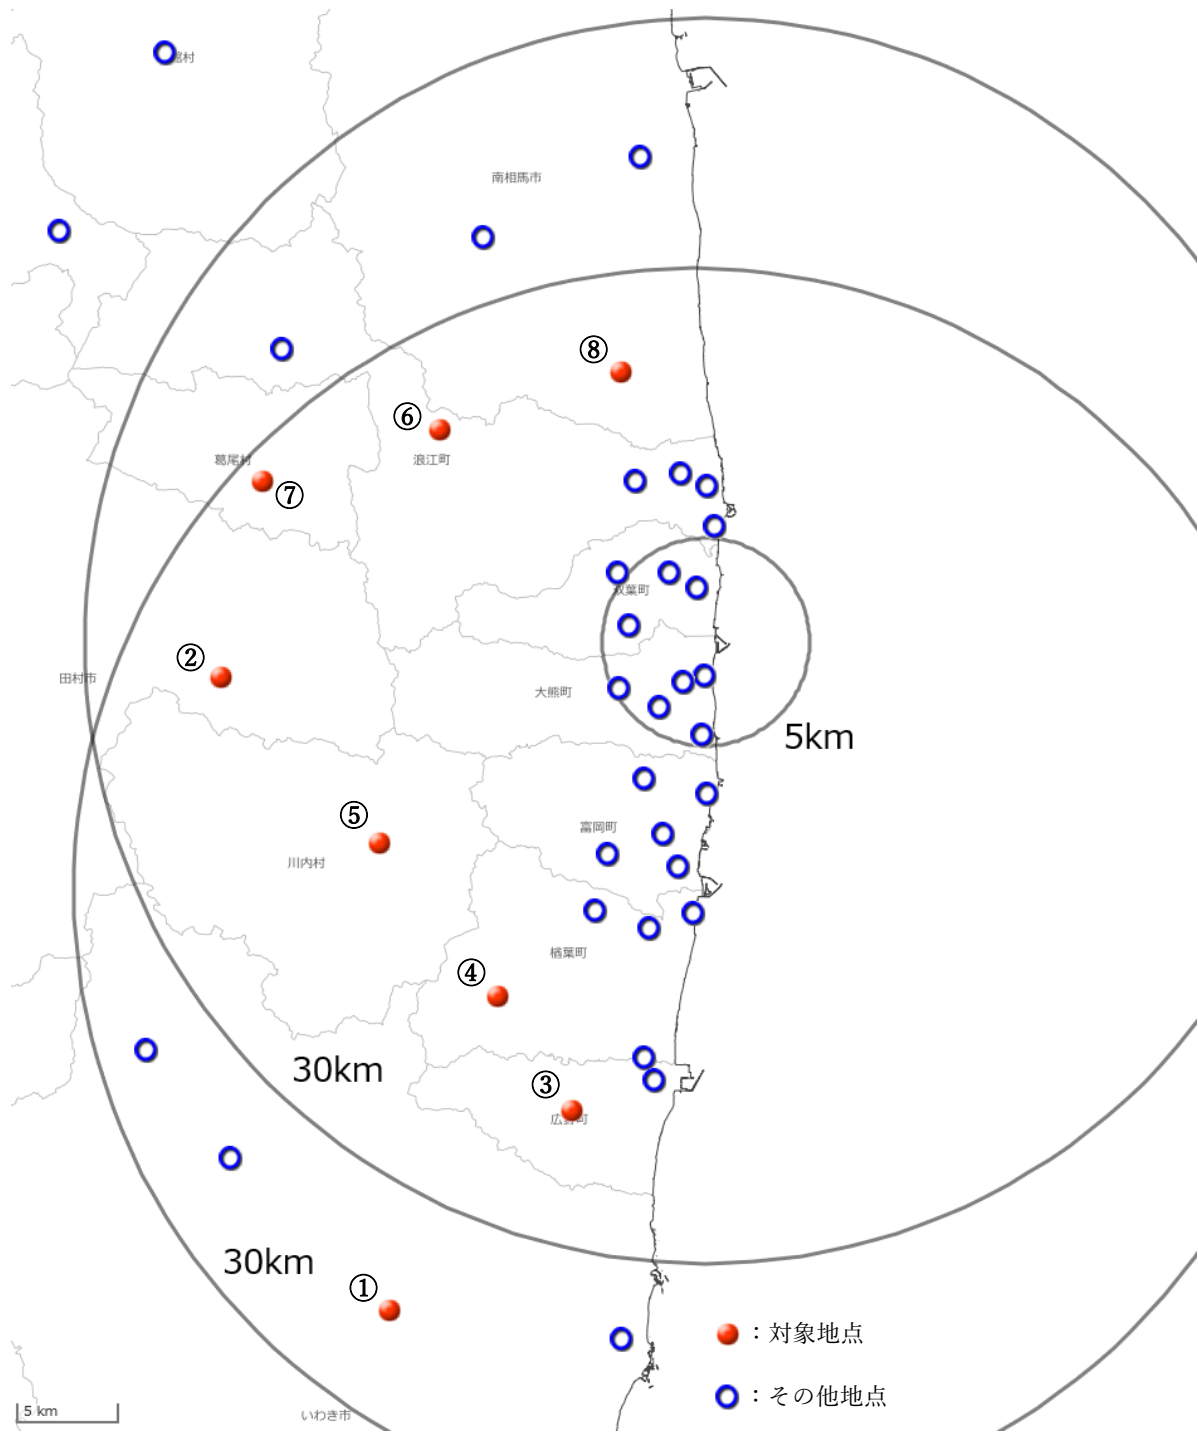 舘村
南相馬市
⑧
⑥
葛尾村
浪江町
⑦
双葉町
②
田村市
大熊町
5km
⑤
富岡町
川内村
楢葉町
④
30km
③
広野町
30km
①
：対象地点
：その他地点
5 km
いわき市